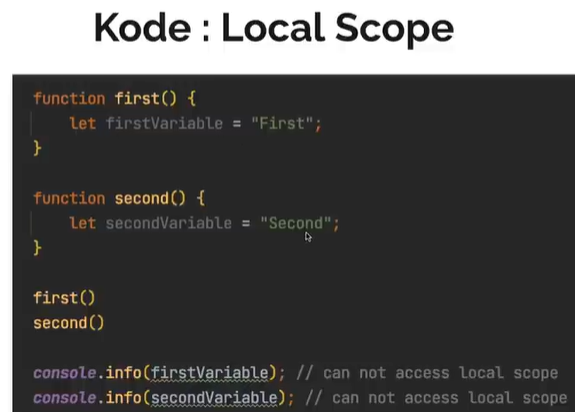 Kode : Local Scope
function first() {
    let firstVariable = "First";
}
function second() {
    let secondVariable = "Second";
}
first()
second()
console.info(firstVariable); // can not access local scope
console.info(secondVariable); // can not access local scope